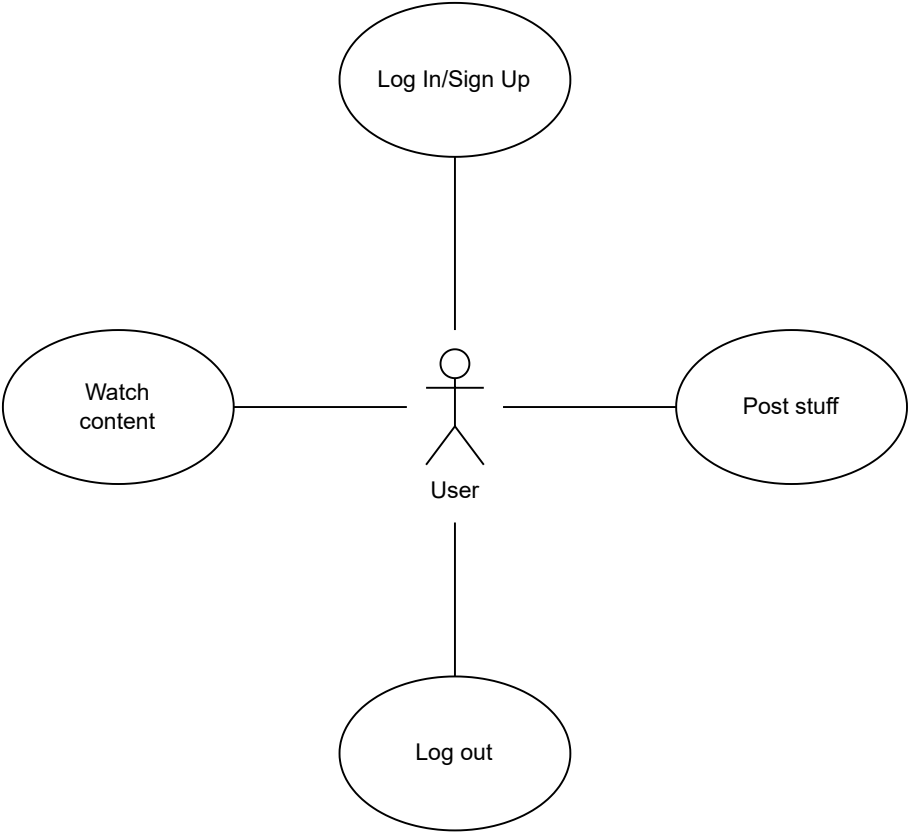 Log In/Sign Up
Watch
content
Post stuff
User
Log out